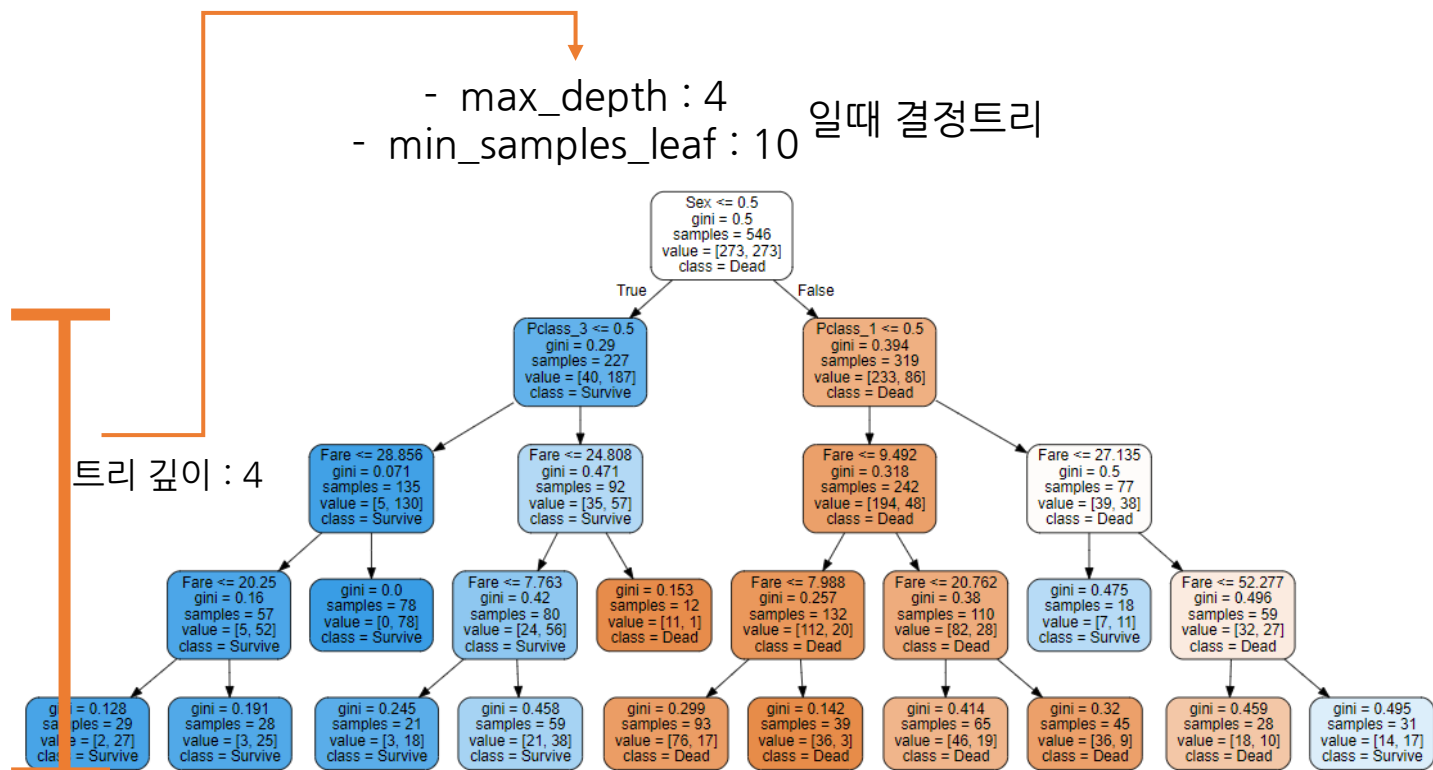 - max_depth : 4
- min_samples_leaf : 10
일때 결정트리
Sex <= 0.5
gini = 0.5
samples = 546
value = [273, 273]
class = Dead
True
False
Pclass_3 <= 0.5
gini = 0.29
samples = 227
value = [40, 187]
class = Survive
Pclass_1 <= 0.5
gini = 0.394
samples = 319
value = [233, 86]
class = Dead
트리 깊이 : 4
Fare <= 28.856
gini = 0.071
samples = 135
value = [5, 130]
class = Survive
Fare <= 24.808
gini = 0.471
samples = 92
value = [35, 57]
class = Survive
Fare <= 9.492
gini = 0.318
samples = 242
value = [194, 48]
class = Dead
Fare <= 27.135
gini = 0.5
samples = 77
value = [39, 38]
class = Dead
Fare <= 20.25
gini = 0.16
samples = 57
value = [5, 52]
class = Survive
gini = 0.0
samples = 78
value = [0, 78]
class = Survive
Fare <= 7.763
gini = 0.42
samples = 80
value = [24, 56]
class = Survive
gini = 0.153
samples = 12
value = [11, 1]
class = Dead
Fare <= 7.988
gini = 0.257
samples = 132
value = [112, 20]
class = Dead
Fare <= 20.762
gini = 0.38
samples = 110
value = [82, 28]
class = Dead
gini = 0.475
samples = 18
value = [7, 11]
class = Survive
Fare <= 52.277
gini = 0.496
samples = 59
value = [32, 27]
class = Dead
gini = 0.128
samples = 29
value = [2, 27]
class = Survive
gini = 0.191
samples = 28
value = [3, 25]
class = Survive
gini = 0.245
samples = 21
value = [3, 18]
class = Survive
gini = 0.458
samples = 59
value = [21, 38]
class = Survive
gini = 0.299
samples = 93
value = [76, 17]
class = Dead
gini = 0.142
samples = 39
value = [36, 3]
class = Dead
gini = 0.414
samples = 65
value = [46, 19]
class = Dead
gini = 0.32
samples = 45
value = [36, 9]
class = Dead
gini = 0.459
samples = 28
value = [18, 10]
class = Dead
gini = 0.495
samples = 31
value = [14, 17]
class = Survive